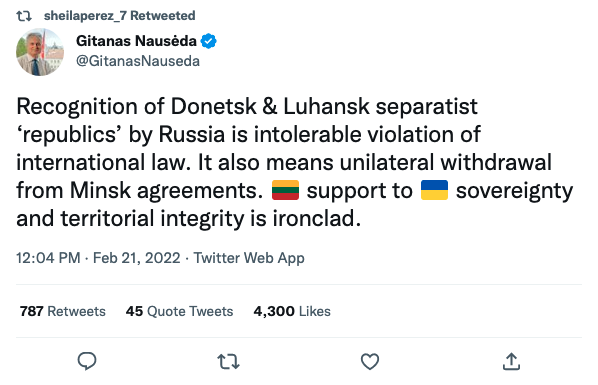 sheilaperez_7 Retweeted
Gitanas Nausėda
@GitanasNauseda
Recognition of Donetsk & Luhansk separatist
‘republics’ by Russia is intolerable violation of
international law. It also means unilateral withdrawal
from Minsk agreements. 🇱🇹 support to 🇺🇦 sovereignty
and territorial integrity is ironclad.
12:04 PM · Feb 21, 2022 · Twitter Web App
787 Retweets 45 Quote Tweets 4,300 Likes